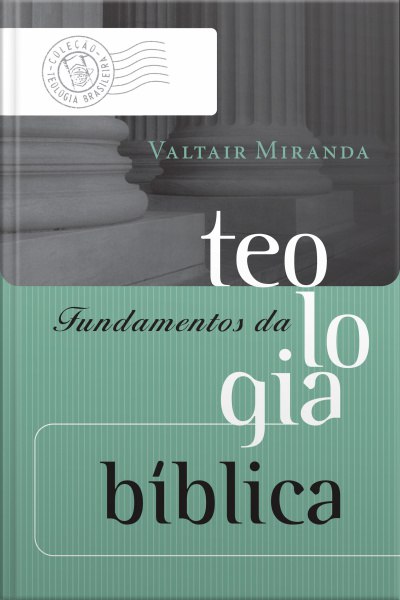 COLEÇÃO
TEOLOGIA BRASILEIRA
VALTAIR MIRANDA
teo
Fundamentos da lo
gia
bíblica